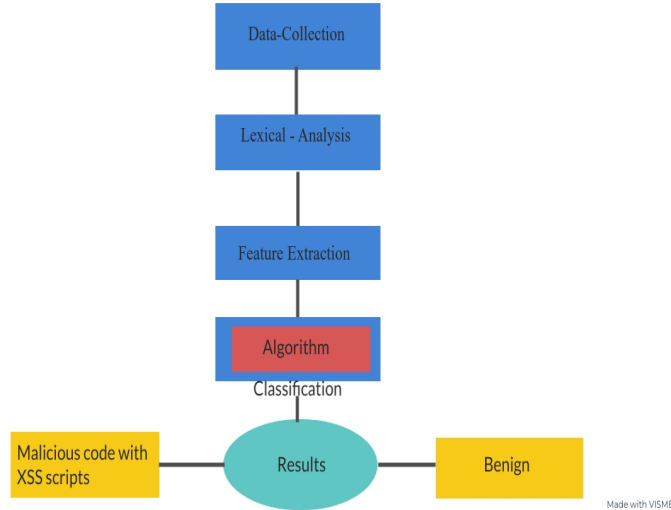 Data-Collection
Lexical - Analysis
Feature Extraction
Algorithm
Classification
Malicious code with
XSS scripts
Results
Benign
Made with VISME